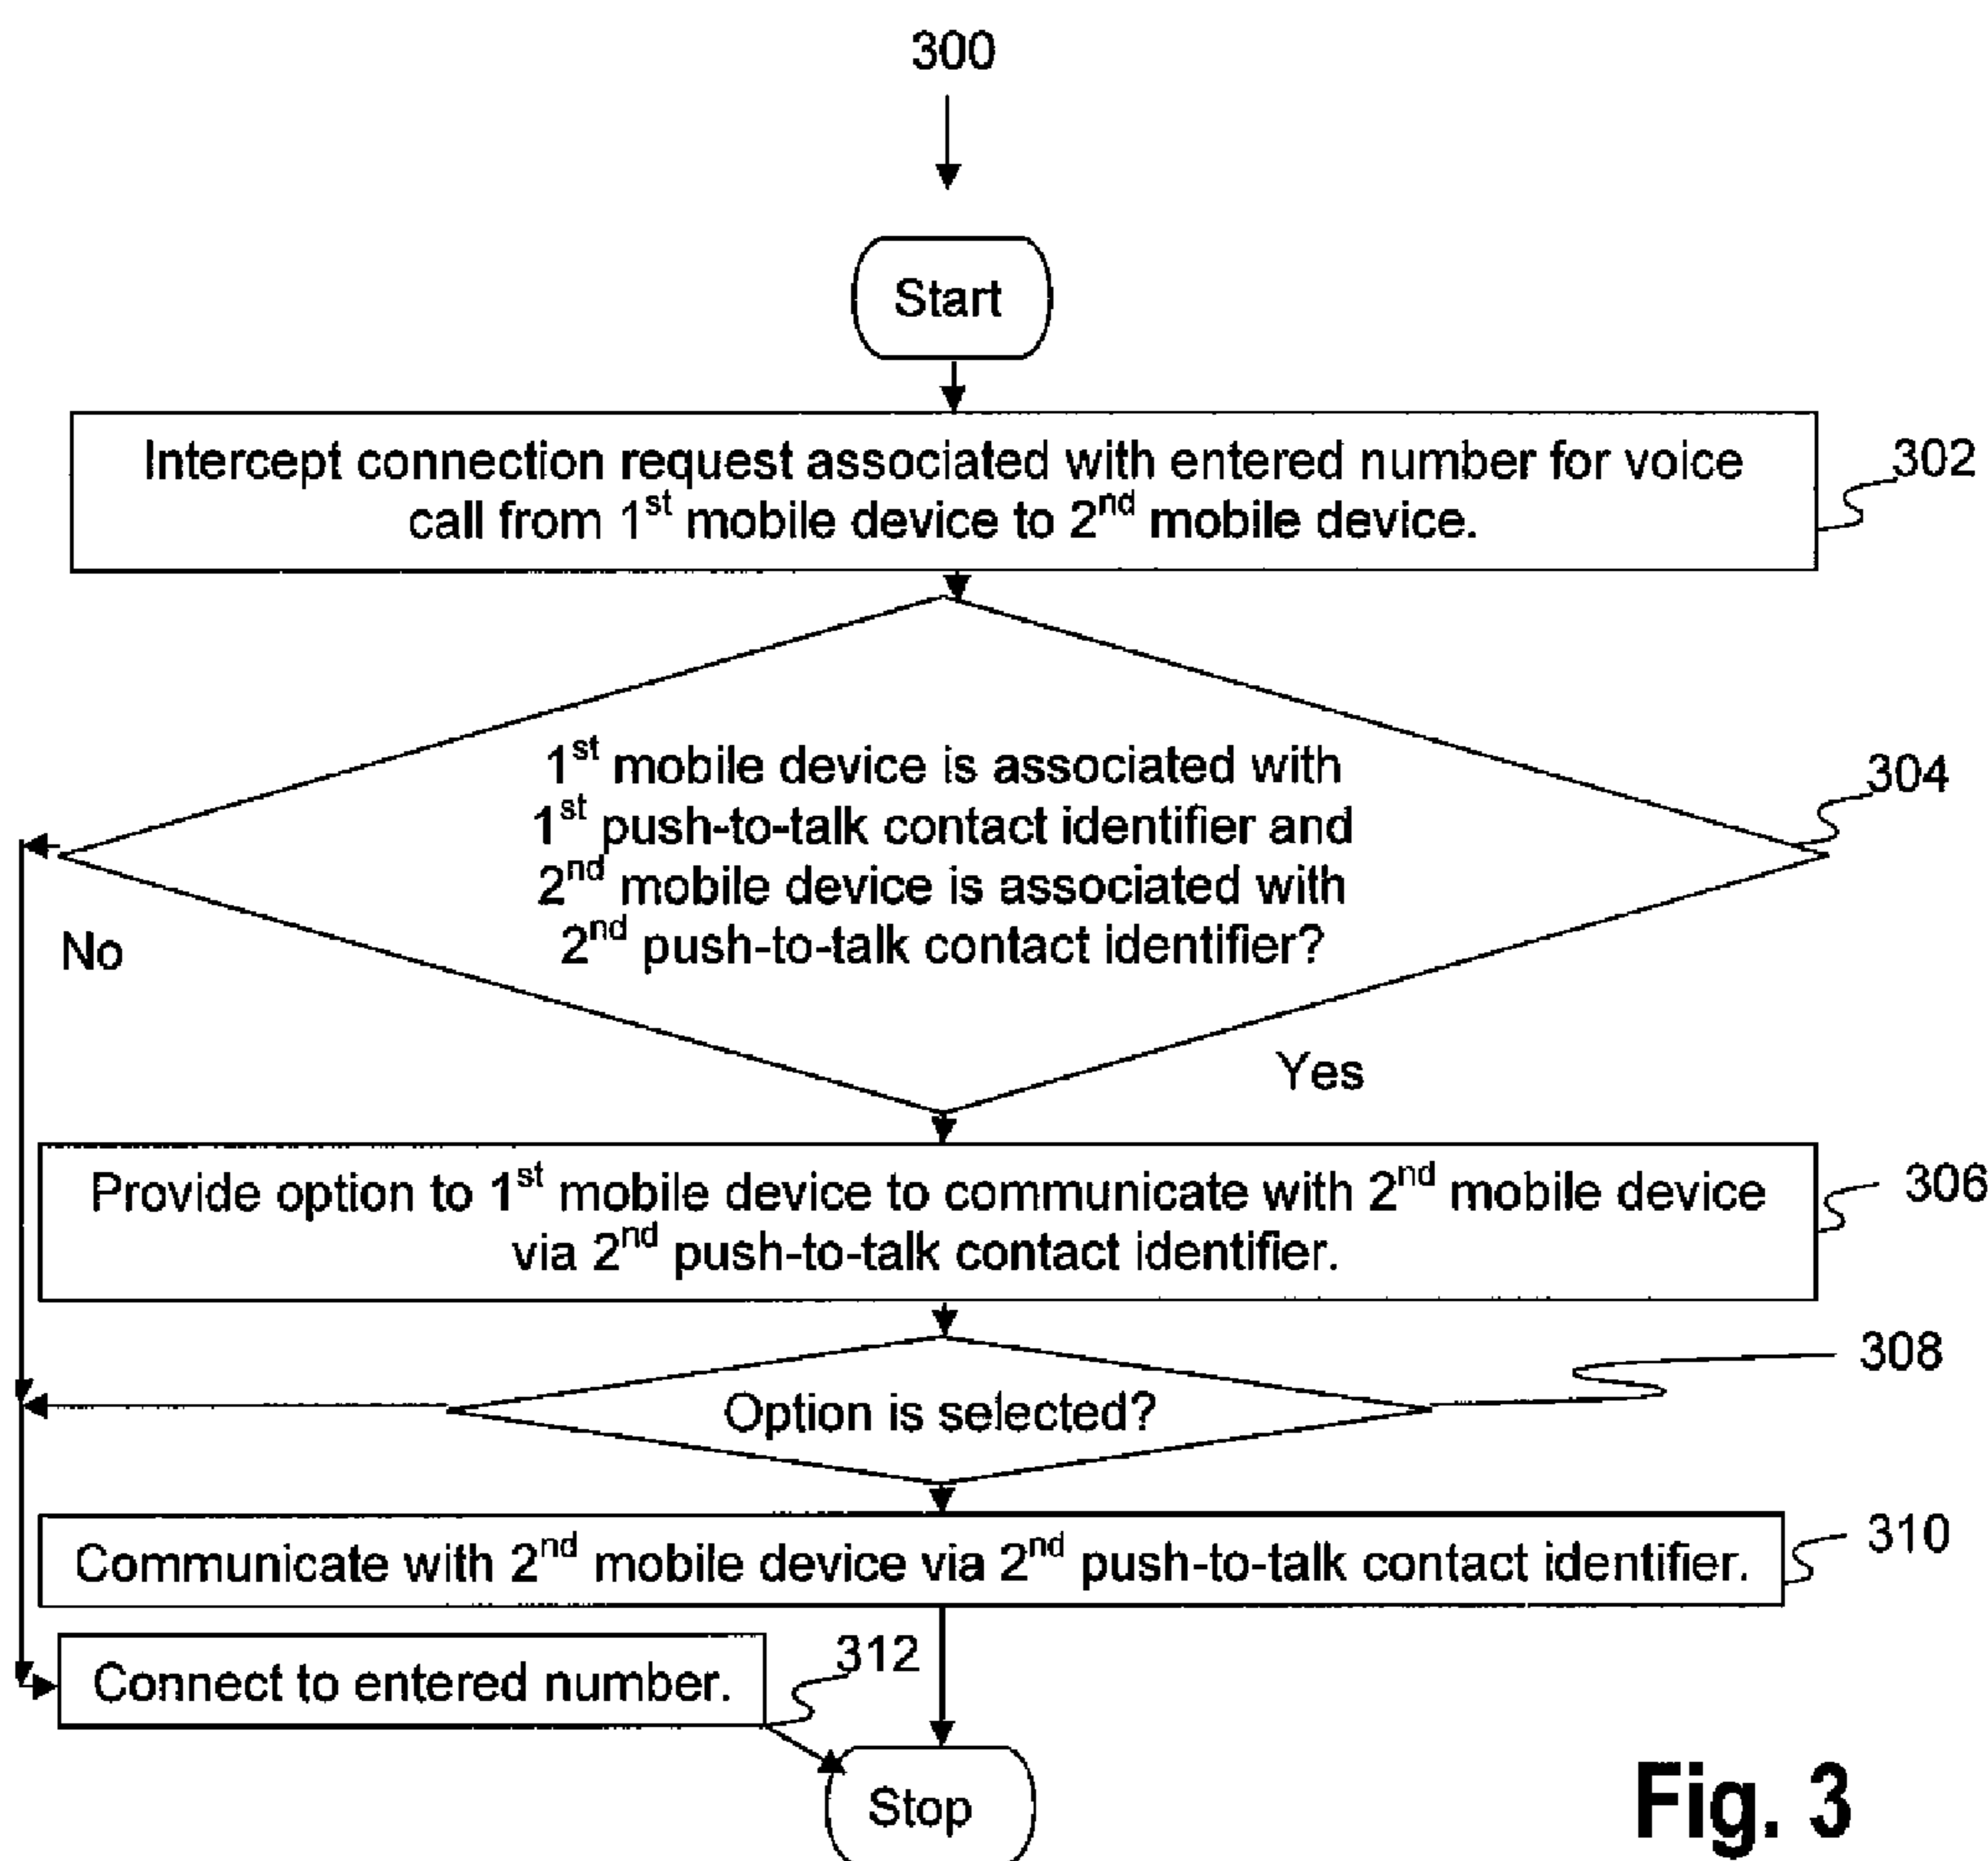 300
Start
Intercept connection request associated with entered number for voice
call from 1st mobile device to 2nd mobile device.
302
1st mobile device is associated with
1st push-to-talk contact identifier and
2nd mobile device is associated with
2nd push-to-talk contact identifier?
304
No
Yes
Provide option to 1st mobile device to communicate with 2nd mobile device
via 2nd push-to-talk contact identifier.
306
Option is selected?
308
Communicate with 2nd mobile device via 2nd push-to-talk contact identifier.
310
Connect to entered number.
312
Stop
Fig. 3